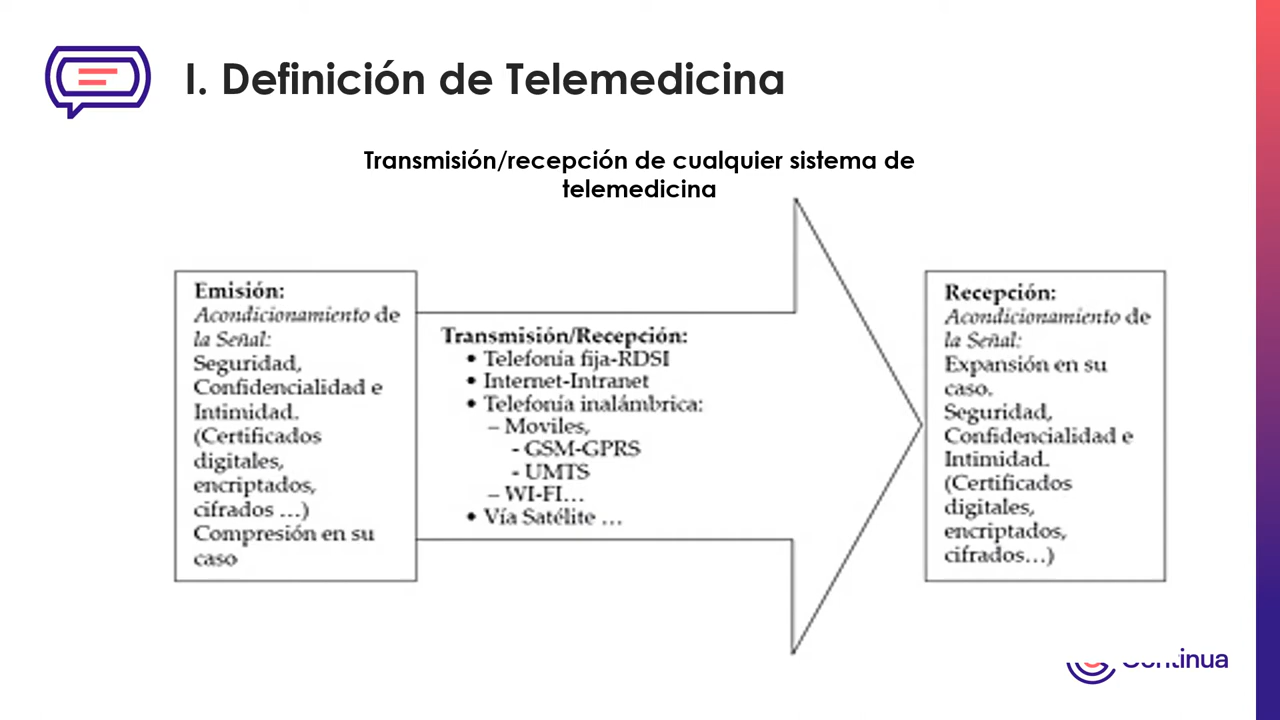 I. Definición de Telemedicina
Transmisión/recepción de cualquier sistema de
telemedicina
Emisión:
Acondicionamiento de
la Señal:
Seguridad,
Confidencialidad e
Intimidad.
(Certificados
digitales,
encriptados,
cifrados ...)
Compresión en su
caso
Transmisión/Recepción:
• Telefonía fija-RDSI
• Internet-Intranet
• Telefonía inalámbrica:
– Moviles,
- GSM-GPRS
- UMTS
– WI-FI...
• Vía Satélite ...
Recepción:
Acondicionamiento de
la Señal:
Expansión en su
caso.
Seguridad,
Confidencialidad e
Intimidad.
(Certificados
digitales,
encriptados,
cifrados...)
Continua